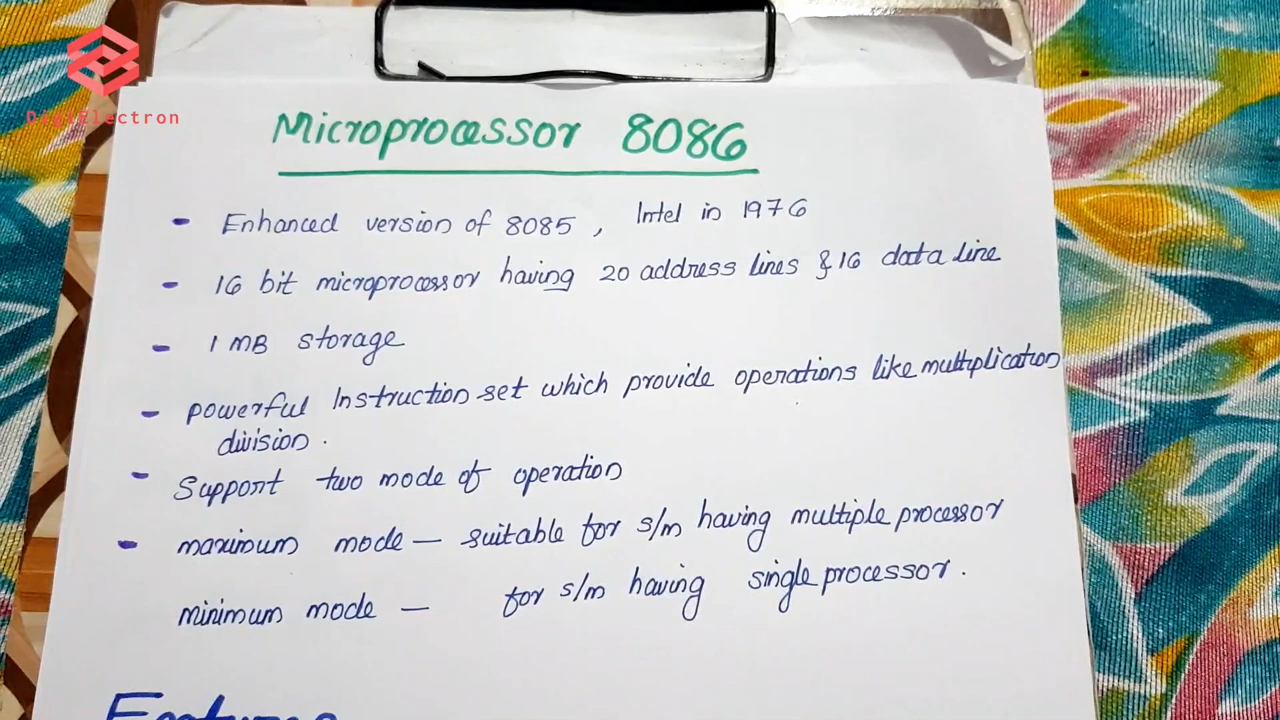 DigiElectron
Microprocessor 8086
- Enhanced version of 8085, Intel in 1976
- 16 bit microprocessor having 20 address lines & 16 data line
- 1 MB storage
- powerful Instruction set which provide operations like multiplication
division.
- Support two mode of operation
- maximum mode — suitable for s/m having multiple processor
minimum mode — for s/m having single processor.
Features